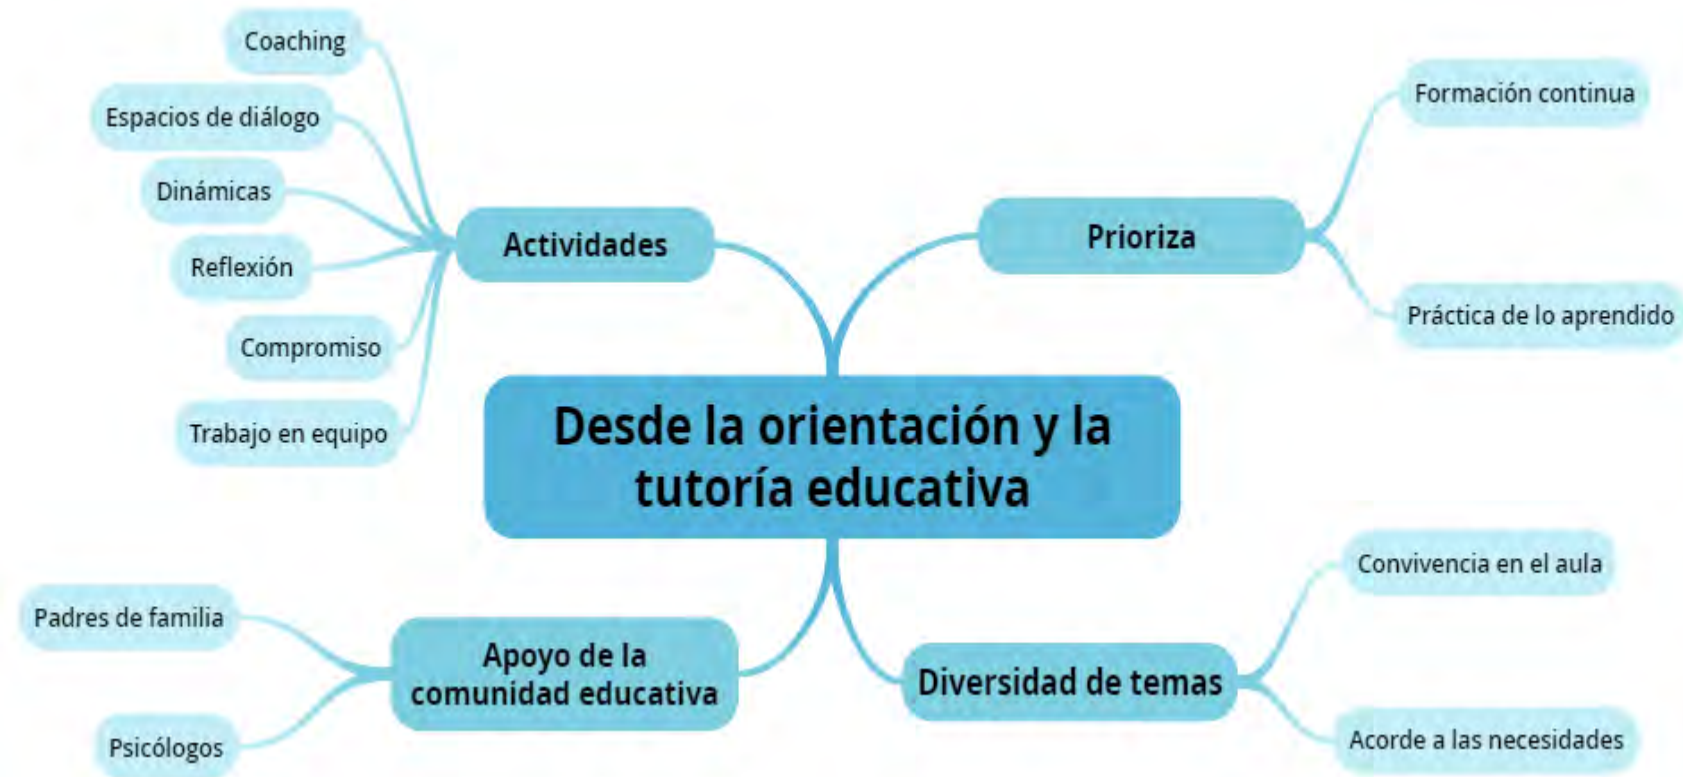 Coaching
Espacios de diálogo
Dinámicas
Reflexión
Compromiso
Trabajo en equipo
Actividades
Prioriza
Formación continua
Práctica de lo aprendido
Desde la orientación y la
tutoría educativa
Padres de familia
Psicólogos
Apoyo de la
comunidad educativa
Diversidad de temas
Convivencia en el aula
Acorde a las necesidades